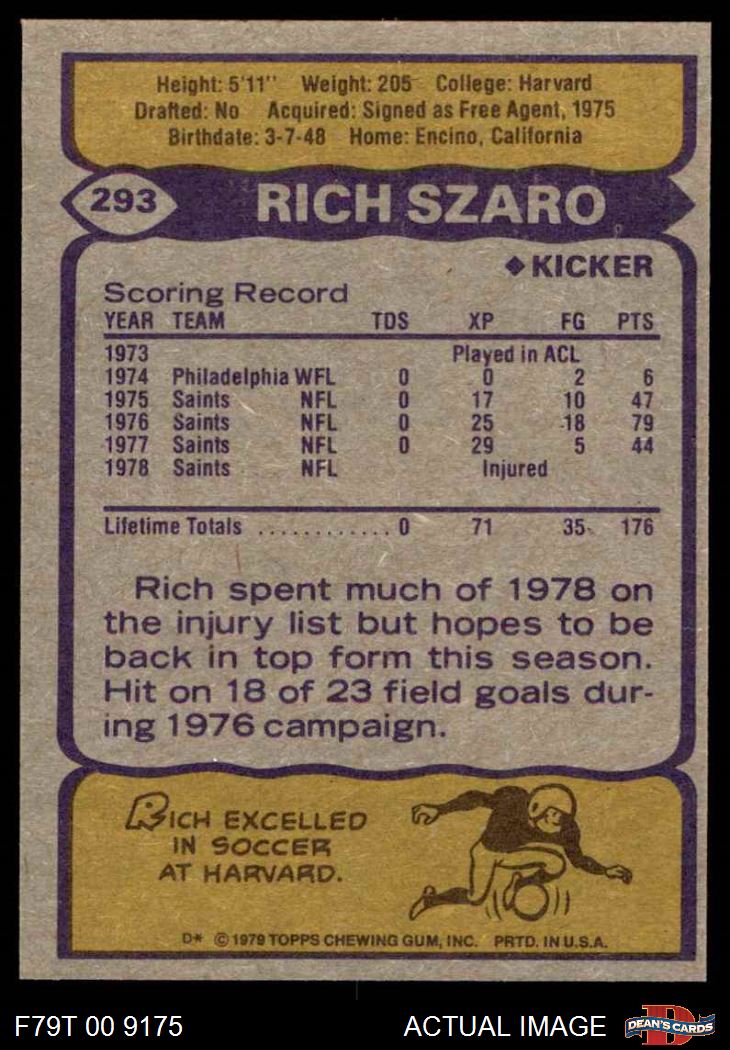 Height: 5'11'' Weight: 205 College: Harvard
Drafted: No Acquired: Signed as Free Agent, 1975
Birthdate: 3-7-48 Home: Encino, California
293 RICH SZARO
◆KICKER
Scoring Record
YEAR TEAM TDS XP FG PTS
1973 Played in ACL
1974 Philadelphia WFL 0 0 2 6
1975 Saints NFL 0 17 10 47
1976 Saints NFL 0 25 18 79
1977 Saints NFL 0 29 5 44
1978 Saints NFL Injured
Lifetime Totals ............ 0 71 35 176
Rich spent much of 1978 on
the injury list but hopes to be
back in top form this season.
Hit on 18 of 23 field goals dur-
ing 1976 campaign.
RICH EXCELLED
IN SOCCER
AT HARVARD.
D* ©1979 TOPPS CHEWING GUM, INC. PRTD. IN U.S.A.
F79T 00 9175 ACTUAL IMAGE D DEAN'S CARDS